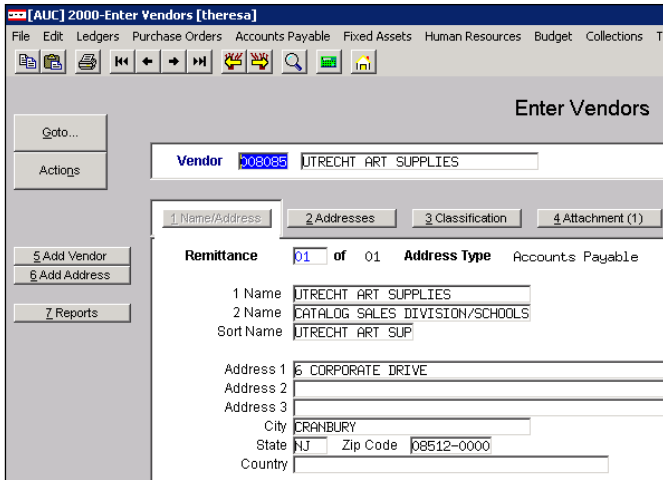 [AUC] 2000-Enter Vendors [theresa]
File Edit Ledgers Purchase Orders Accounts Payable Fixed Assets Human Resources Budget Collections T
Enter Vendors
Goto...
Actions
Vendor 008085 UTRECHT ART SUPPLIES
1 Name/Address 2 Addresses 3 Classification 4 Attachment (1)
5 Add Vendor
6 Add Address
7 Reports
Remittance 01 of 01 Address Type Accounts Payable
1 Name UTRECHT ART SUPPLIES
2 Name CATALOG SALES DIVISION/SCHOOLS
Sort Name UTRECHT ART SUP
Address 1 6 CORPORATE DRIVE
Address 2
Address 3
City CRANBURY
State NJ Zip Code 08512-0000
Country